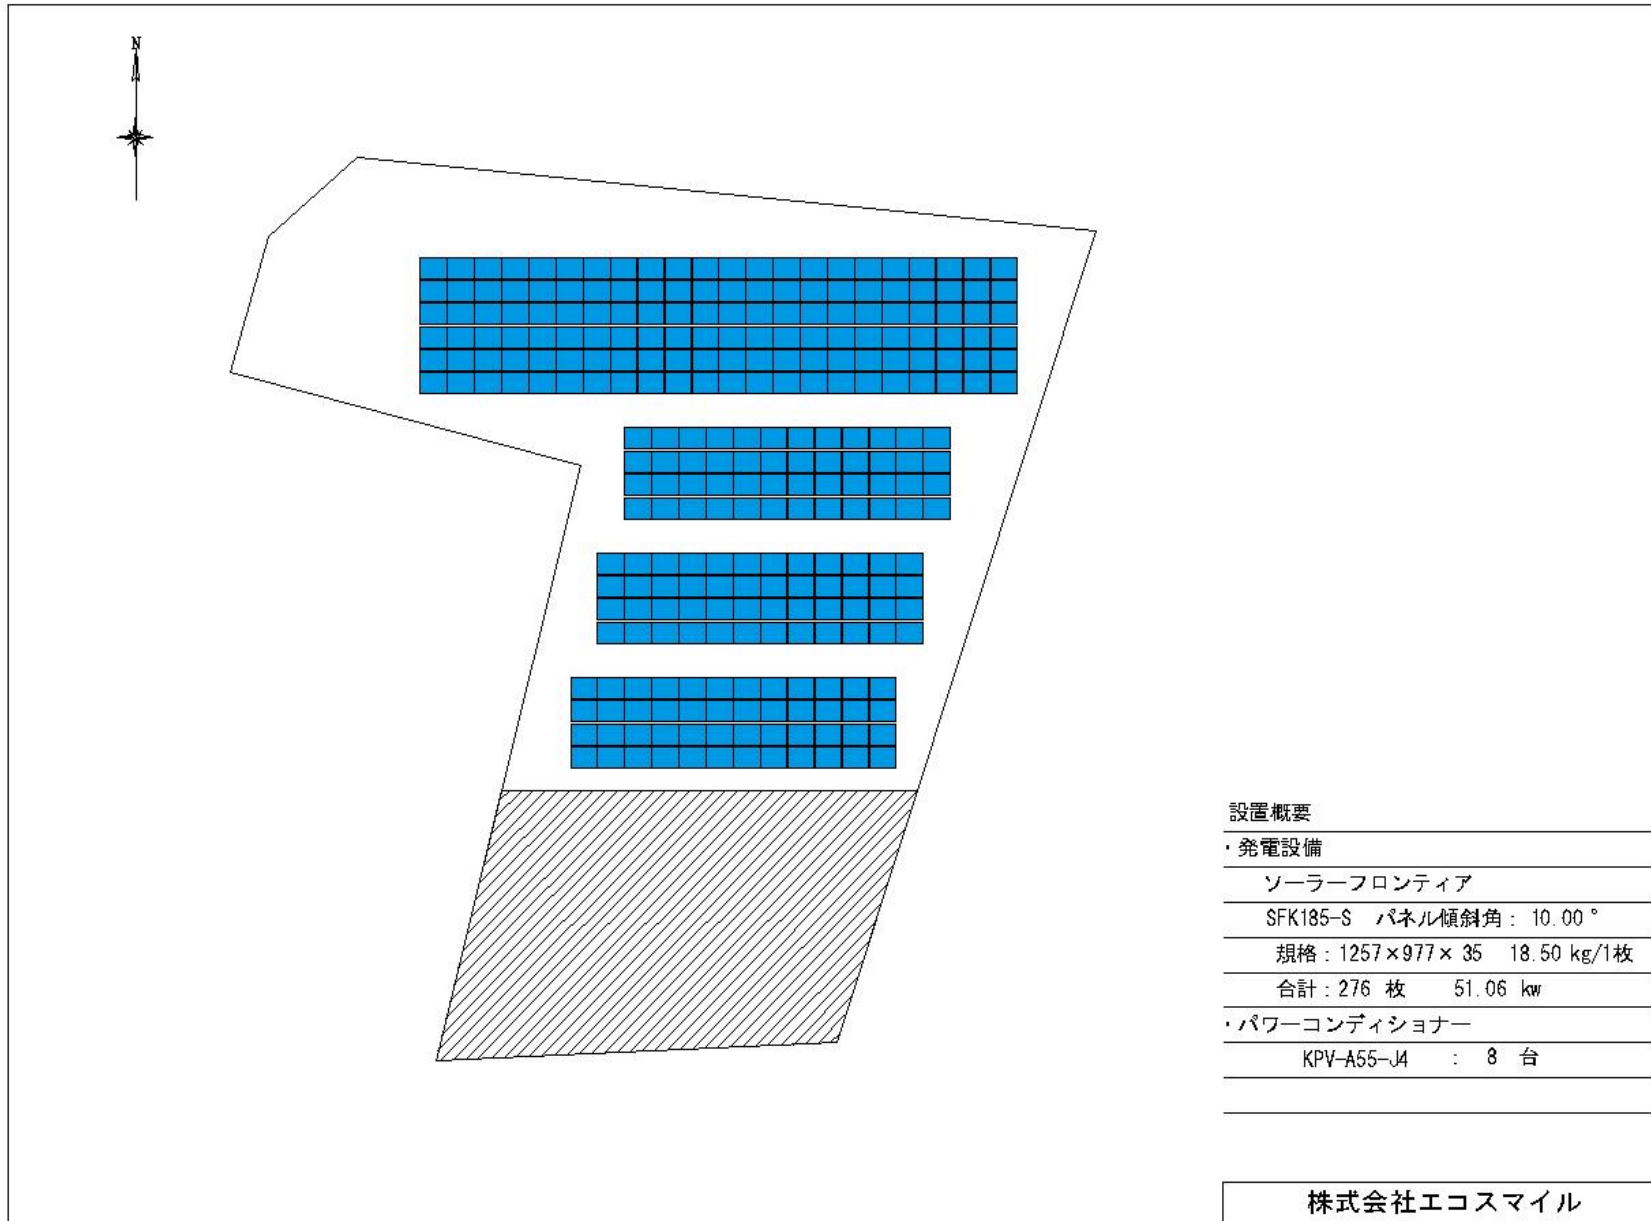 N
設置概要
・発電設備
ソーラーフロンティア
SFK185-S パネル傾斜角： 10.00 °
規格：1257×977× 35 18.50 kg/1枚
合計：276 枚 51.06 kw
・パワーコンディショナー
KPV-A55-J4 ： 8 台
株式会社エコスマイル